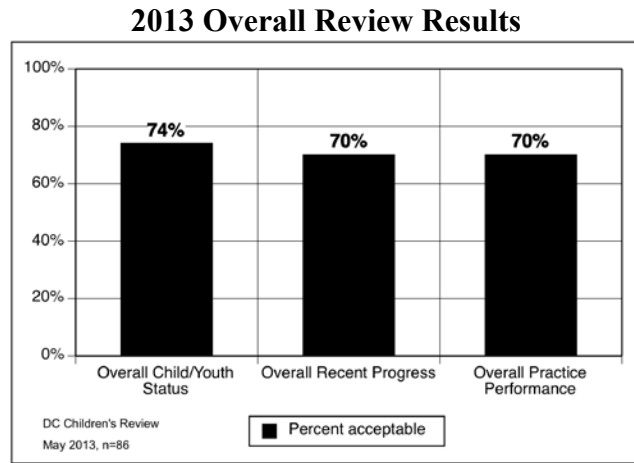 2013 Overall Review Results
100%
80%
60%
40%
20%
0%
74%
70%
70%
Overall Child/Youth
Status
Overall Recent Progress
Overall Practice
Performance
DC Children's Review
May 2013, n=86
Percent acceptable